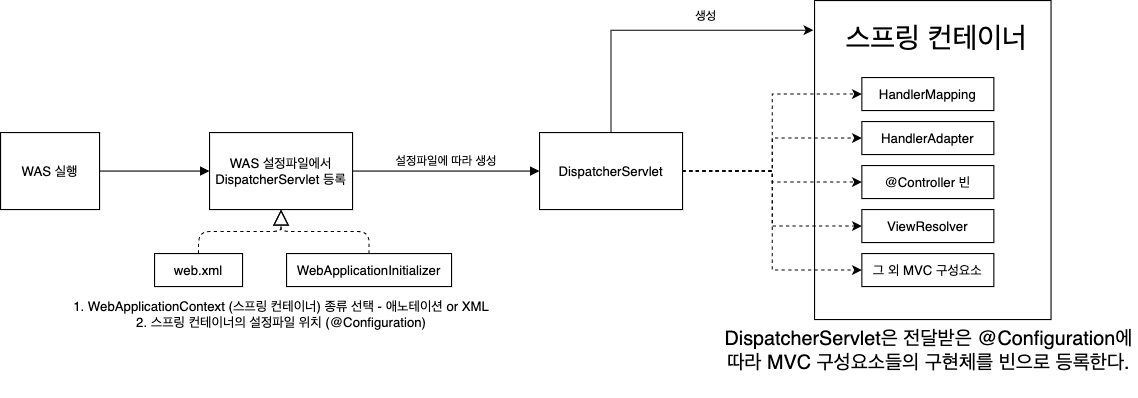 생성
스프링 컨테이너
HandlerMapping
HandlerAdapter
@Controller 빈
ViewResolver
그 외 MVC 구성요소
WAS 실행
WAS 설정파일에서
DispatcherServlet 등록
설정파일에 따라 생성
DispatcherServlet
web.xml
WebApplicationInitializer
1. WebApplicationContext (스프링 컨테이너) 종류 선택 - 애노테이션 or XML
2. 스프링 컨테이너의 설정파일 위치 (@Configuration)
DispatcherServlet은 전달받은 @Configuration에
따라 MVC 구성요소들의 구현체를 빈으로 등록한다.